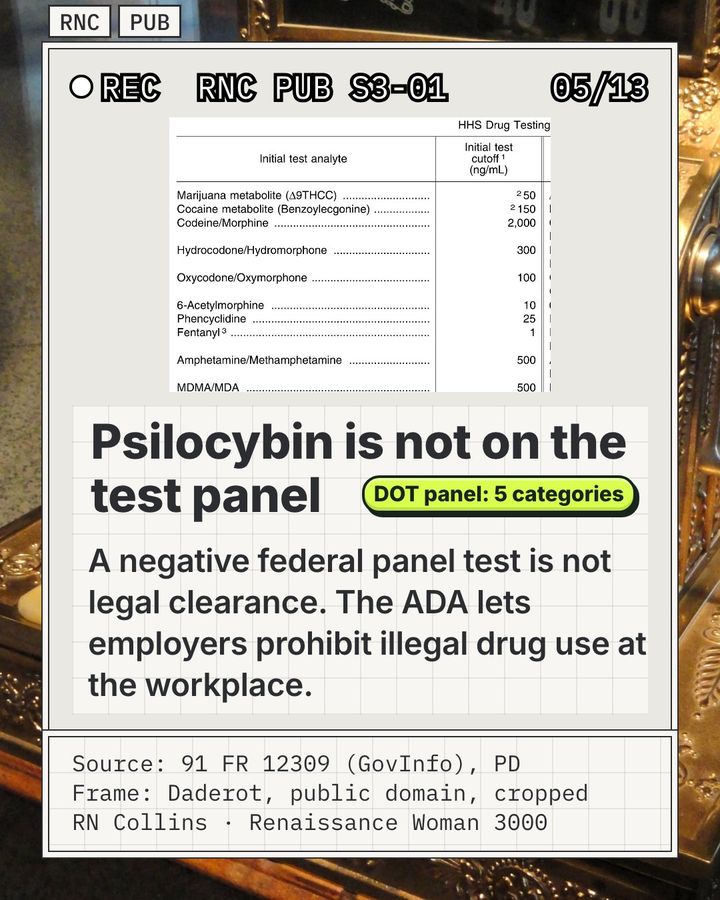 RNC PUB
REC RNC PUB S3-01 05/13
HHS Drug Testing
Initial test analyte
Initial test
cutoff 1
(ng/mL)
Marijuana metabolite (Δ9THCC) ............................ 2 50
Cocaine metabolite (Benzoylecgonine) .................. 2 150
Codeine/Morphine .................................................. 2,000
Hydrocodone/Hydromorphone ............................... 300
Oxycodone/Oxymorphone ..................................... 100
6-Acetylmorphine ................................................... 10
Phencyclidine ......................................................... 25
Fentanyl 3 ............................................................... 1
Amphetamine/Methamphetamine .......................... 500
MDMA/MDA .......................................................... 500
Psilocybin is not on the
test panel
DOT panel: 5 categories
A negative federal panel test is not
legal clearance. The ADA lets
employers prohibit illegal drug use at
the workplace.
Source: 91 FR 12309 (GovInfo), PD
Frame: Daderot, public domain, cropped
RN Collins · Renaissance Woman 3000